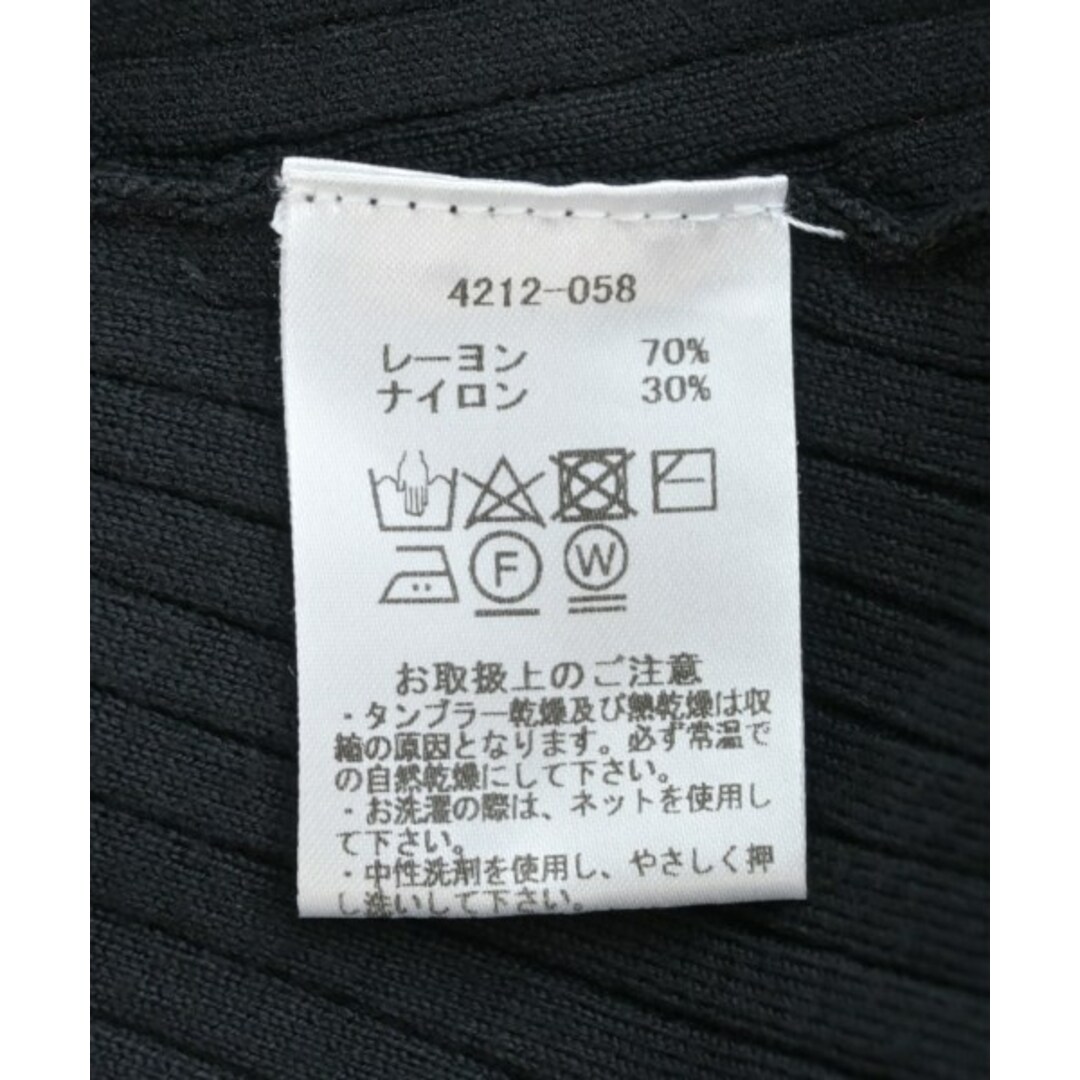 4212-058
レーヨン 70%
ナイロン 30%
F W
お取扱上のご注意
・タンブラー乾燥及び熱乾燥は収
縮の原因となります。必ず常温で
の自然乾燥にして下さい。
・お洗濯の際は、ネットを使用し
て下さい。
・中性洗剤を使用し、やさしく押
し洗いして下さい。